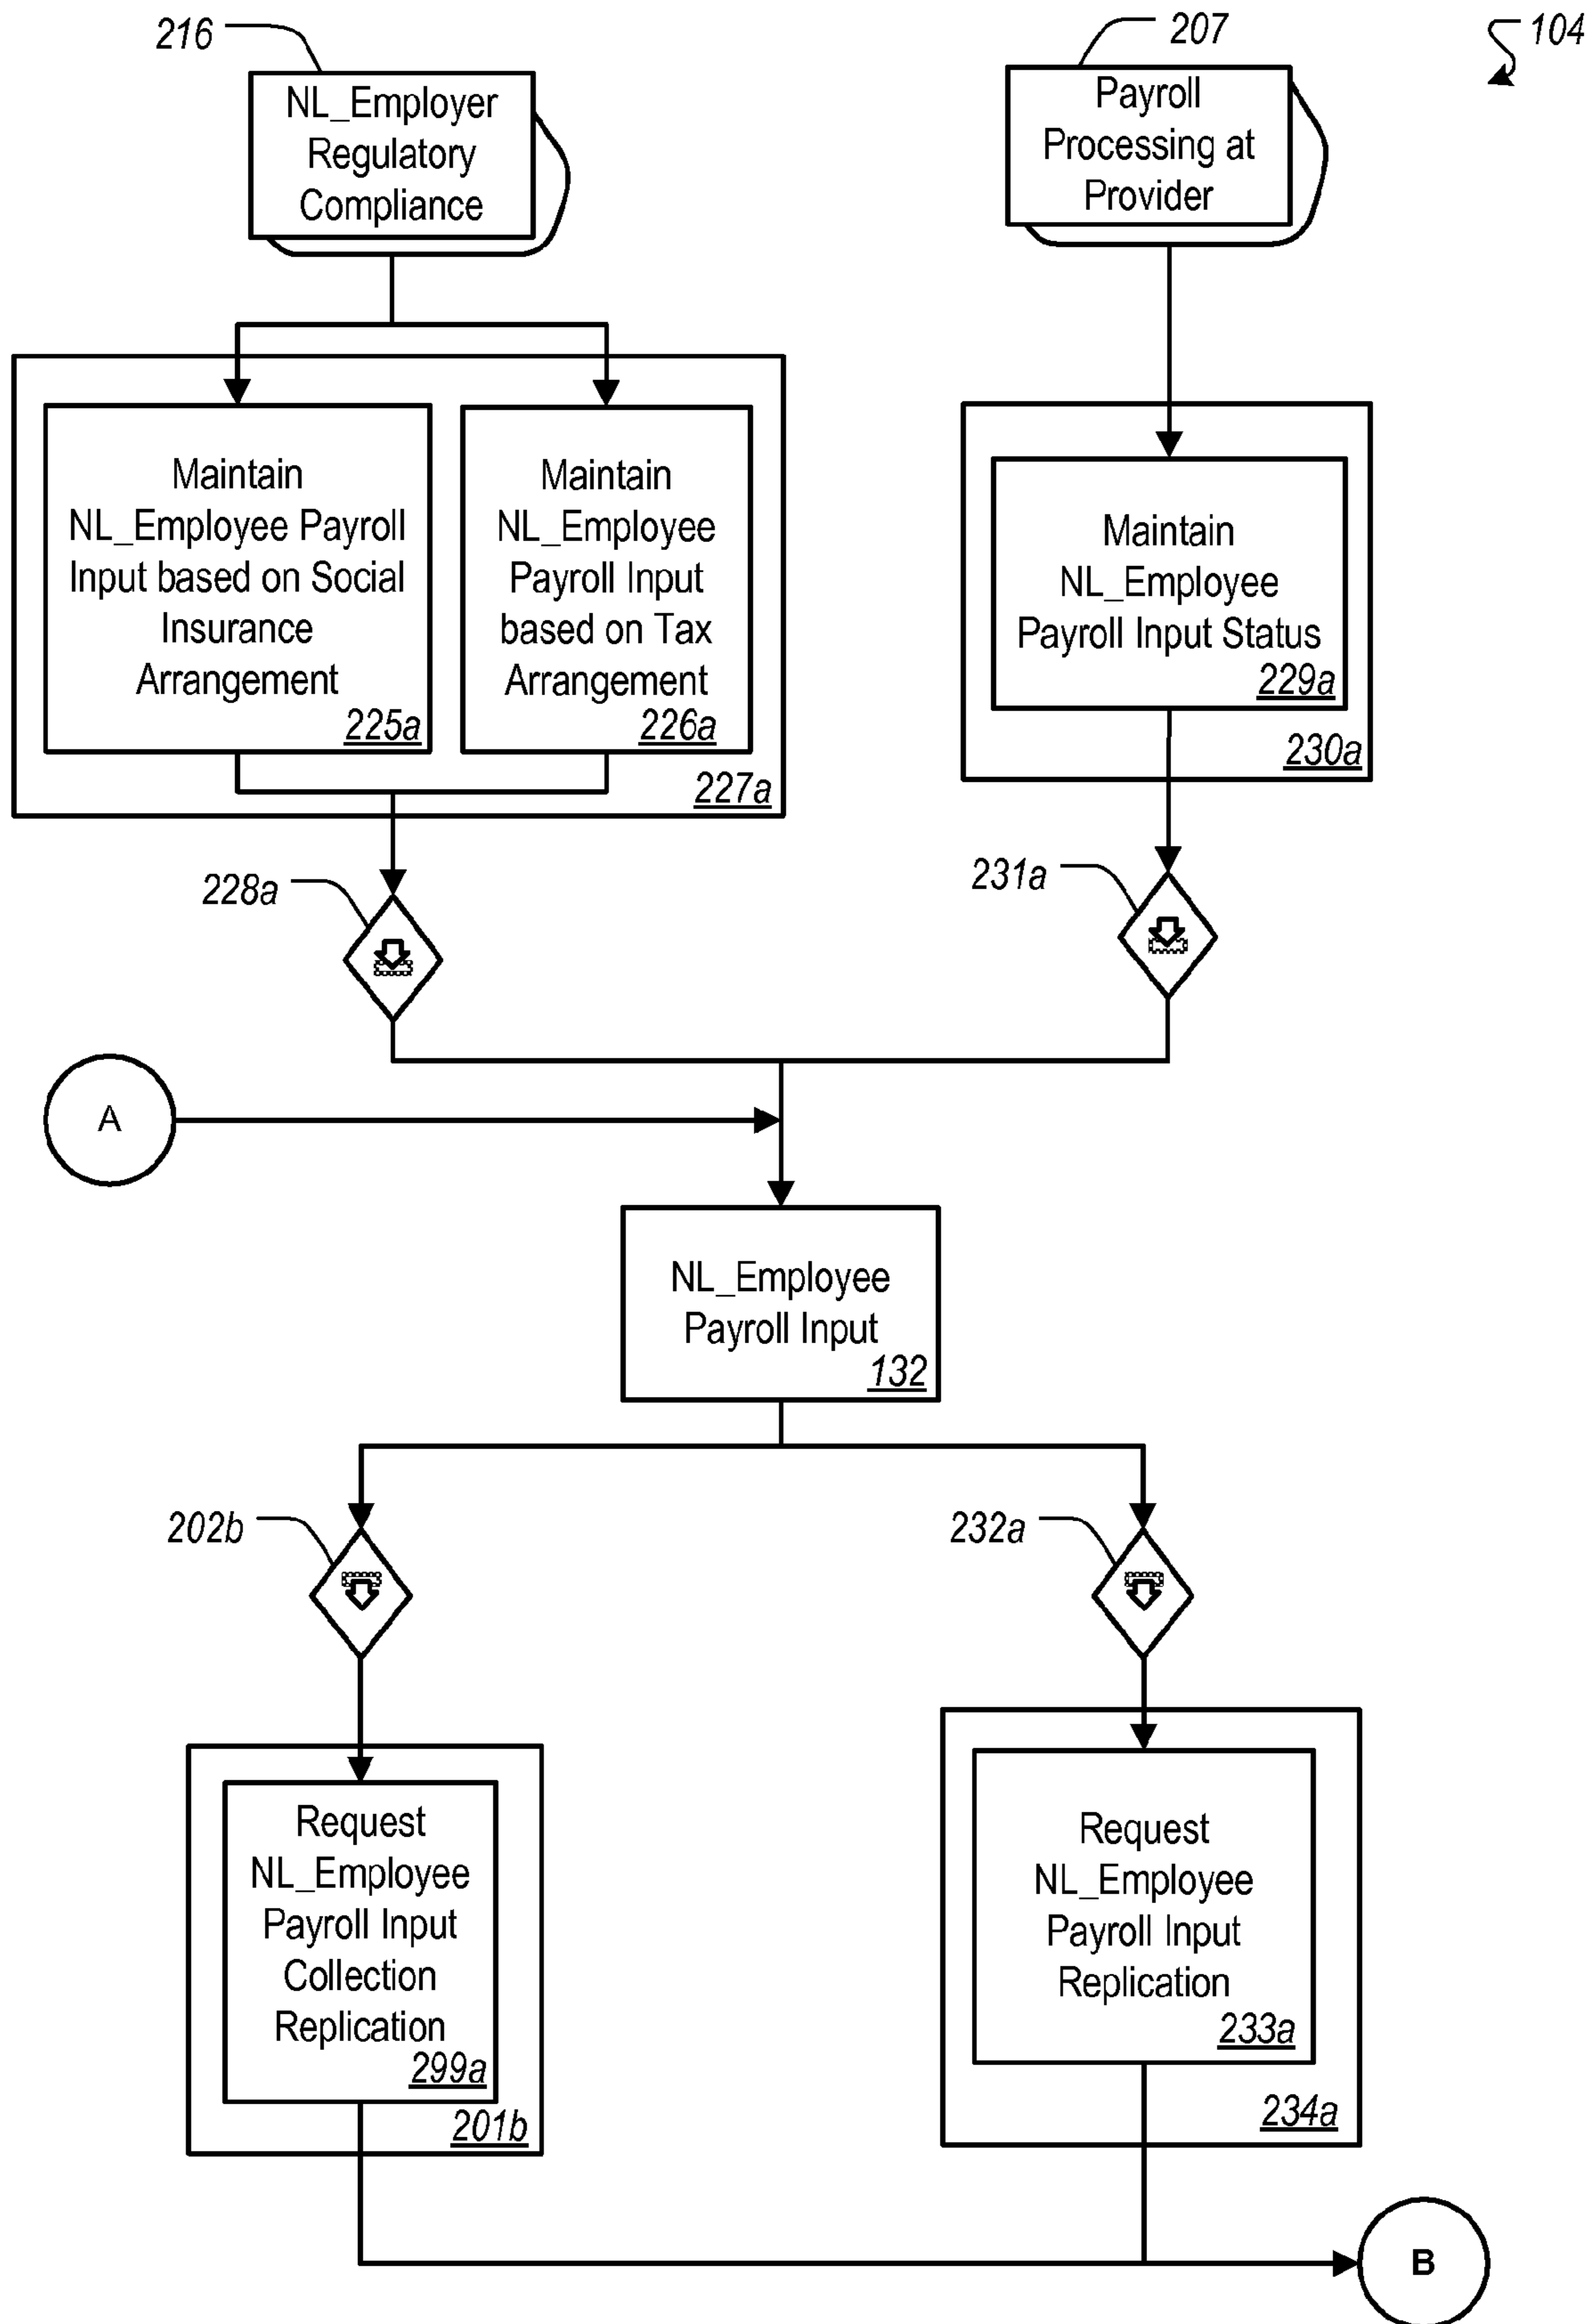 216
NL_Employer
Regulatory
Compliance
207
Payroll
Processing at
Provider
104
Maintain
NL_Employee Payroll
Input based on Social
Insurance
Arrangement
225a
Maintain
NL_Employee
Payroll Input
based on Tax
Arrangement
226a
227a
Maintain
NL_Employee
Payroll Input Status
229a
230a
228a
231a
A
NL_Employee
Payroll Input
132
202b
232a
Request
NL_Employee
Payroll Input
Collection
Replication
299a
201b
Request
NL_Employee
Payroll Input
Replication
233a
234a
B